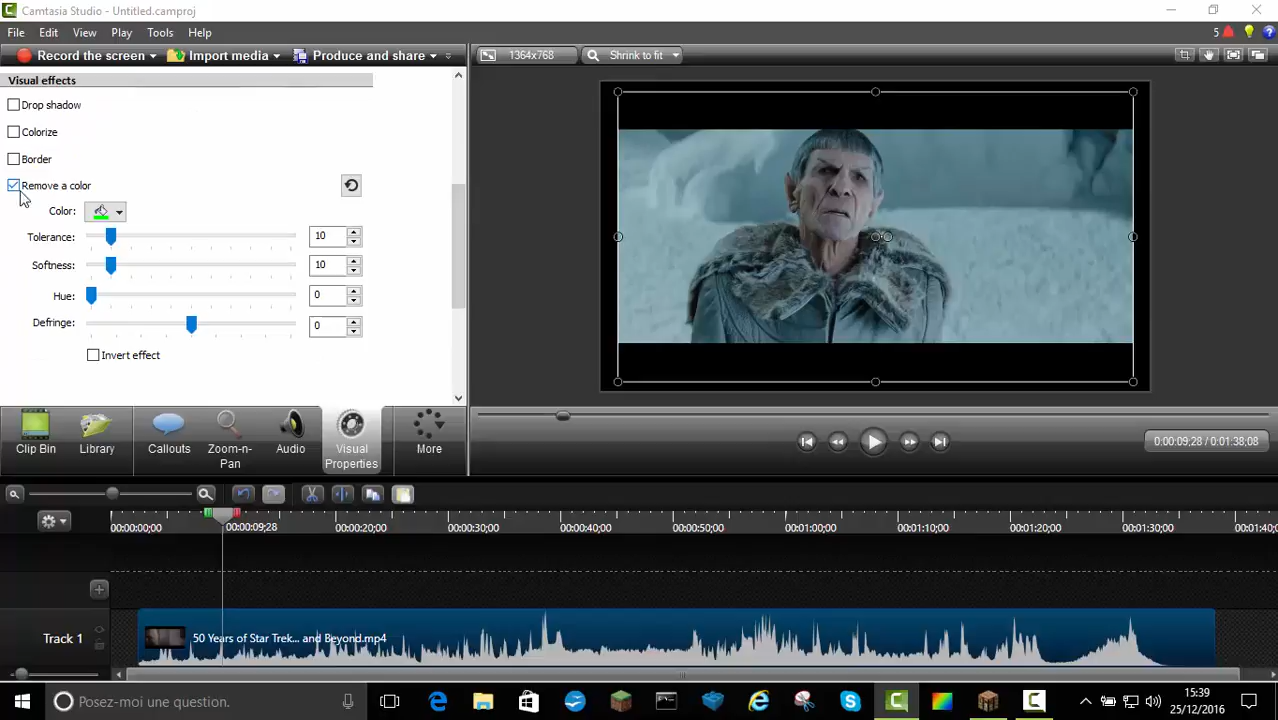 Camtasia Studio - Untitled.camproj
File Edit View Play Tools Help
5
Record the screen Import media Produce and share
1364x768 Shrink to fit
Visual effects
Drop shadow
Colorize
Border
Remove a color
Color:
Tolerance: 10
Softness: 10
Hue: 0
Defringe: 0
Invert effect
Clip Bin Library Callouts Zoom-n-Pan Audio Visual Properties More
0:00:09;28 / 0:01:38;08
00:00:00;00 00:00:09;28 00:00:20;00 00:00:30;00 00:00:40;00 00:00:50;00 00:01:00;00 00:01:10;00 00:01:20;00 00:01:30;00 00:01:40;0
Track 1 50 Years of Star Trek... and Beyond.mp4
Posez-moi une question.
15:39
25/12/2016